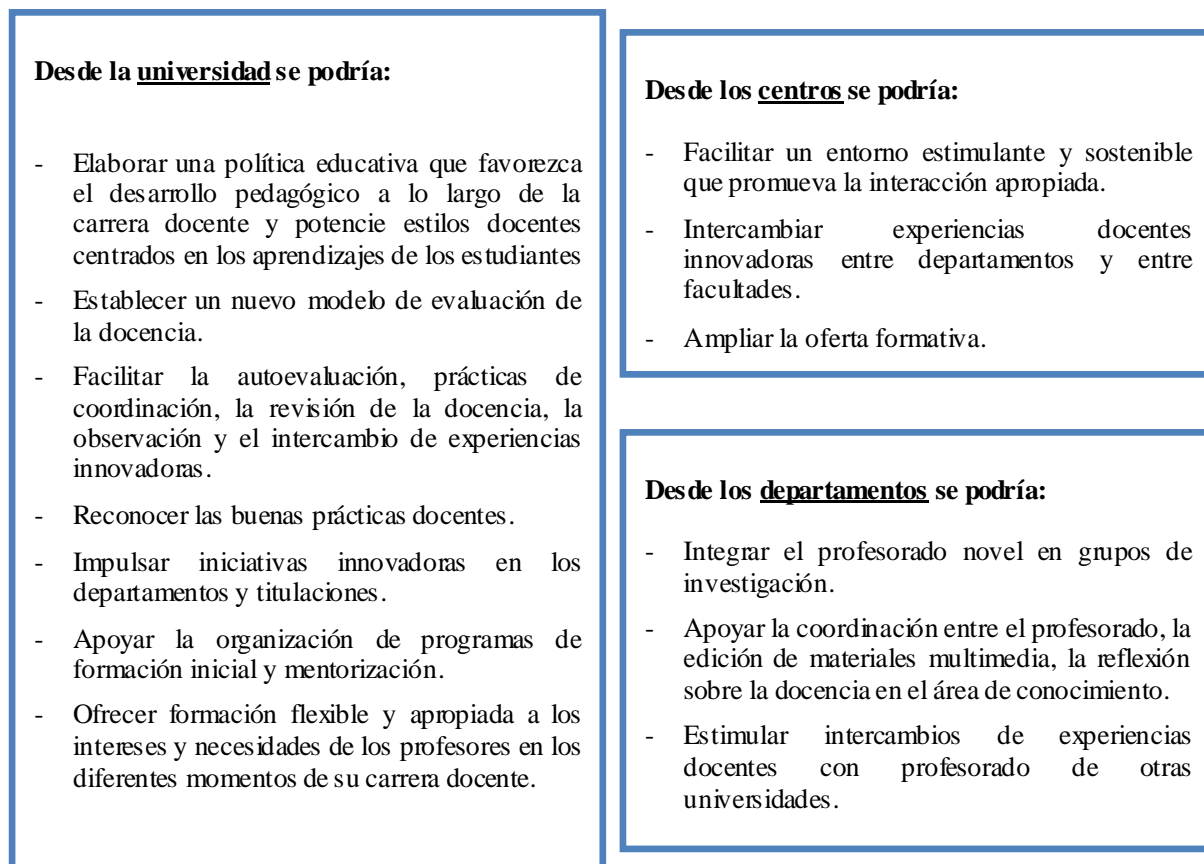 Desde la universidad se podría:
- Elaborar una política educativa que favorezca
el desarrollo pedagógico a lo largo de la
carrera docente y potencie estilos docentes
centrados en los aprendizajes de los estudiantes
- Establecer un nuevo modelo de evaluación de
la docencia.
- Facilitar la autoevaluación, prácticas de
coordinación, la revisión de la docencia, la
observación y el intercambio de experiencias
innovadoras.
- Reconocer las buenas prácticas docentes.
- Impulsar iniciativas innovadoras en los
departamentos y titulaciones.
- Apoyar la organización de programas de
formación inicial y mentorización.
- Ofrecer formación flexible y apropiada a los
intereses y necesidades de los profesores en los
diferentes momentos de su carrera docente.
Desde los centros se podría:
- Facilitar un entorno estimulante y sostenible
que promueva la interacción apropiada.
- Intercambiar experiencias docentes
innovadoras entre departamentos y entre
facultades.
- Ampliar la oferta formativa.
Desde los departamentos se podría:
- Integrar el profesorado novel en grupos de
investigación.
- Apoyar la coordinación entre el profesorado, la
edición de materiales multimedia, la reflexión
sobre la docencia en el área de conocimiento.
- Estimular intercambios de experiencias
docentes con profesorado de otras
universidades.